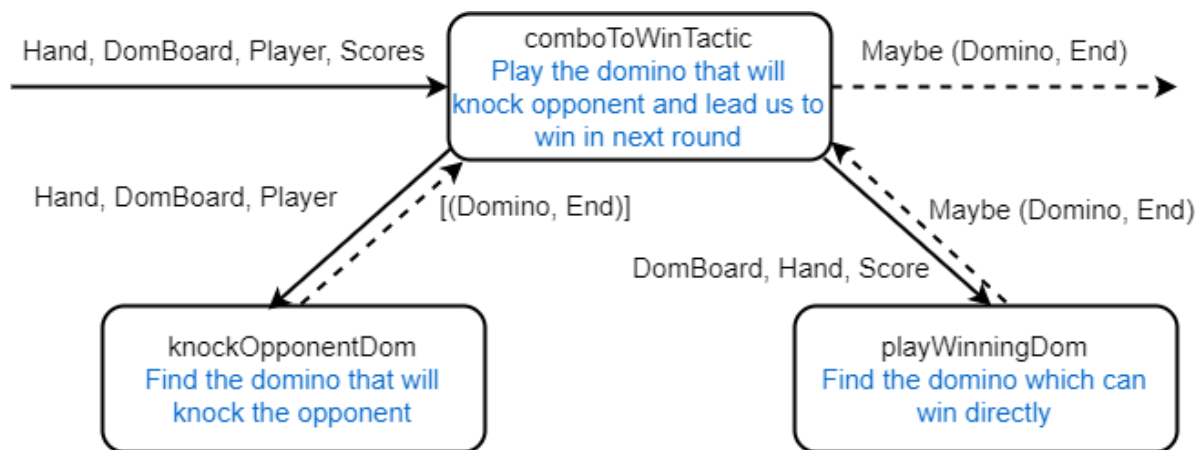 Hand, DomBoard, Player, Scores
comboToWinTactic
Play the domino that will
knock opponent and lead us to
win in next round
Maybe (Domino, End)
Hand, DomBoard, Player
[(Domino, End)]
Maybe (Domino, End)
DomBoard, Hand, Score
knockOpponentDom
Find the domino that will
knock the opponent
playWinningDom
Find the domino which can
win directly